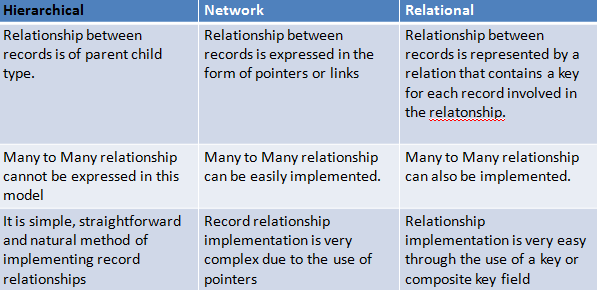 Hierarchical Network Relational
Relationship between
records is of parent child
type.
Relationship between
records is expressed in the
form of pointers or links
Relationship between
records is represented by a
relation that contains a key
for each record involved in
the relatonship.
Many to Many relationship
cannot be expressed in this
model
Many to Many relationship
can be easily implemented.
Many to Many relationship
can also be implemented.
It is simple, straightforward
and natural method of
implementing record
relationships
Record relationship
implementation is very
complex due to the use of
pointers
Relationship
implementation is very easy
through the use of a key or
composite key field